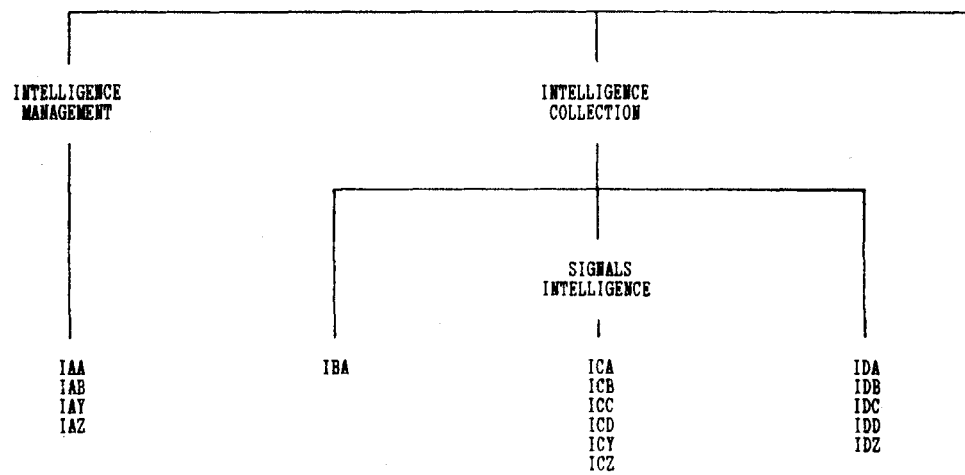 INTELLIGENCE
MANAGEMENT
INTELLIGENCE
COLLECTION
SIGNALS
INTELLIGENCE
IAA
IAB
IAY
IAZ
IBA
ICA
ICB
ICC
ICD
ICY
ICZ
IDA
IDB
IDC
IDD
IDZ